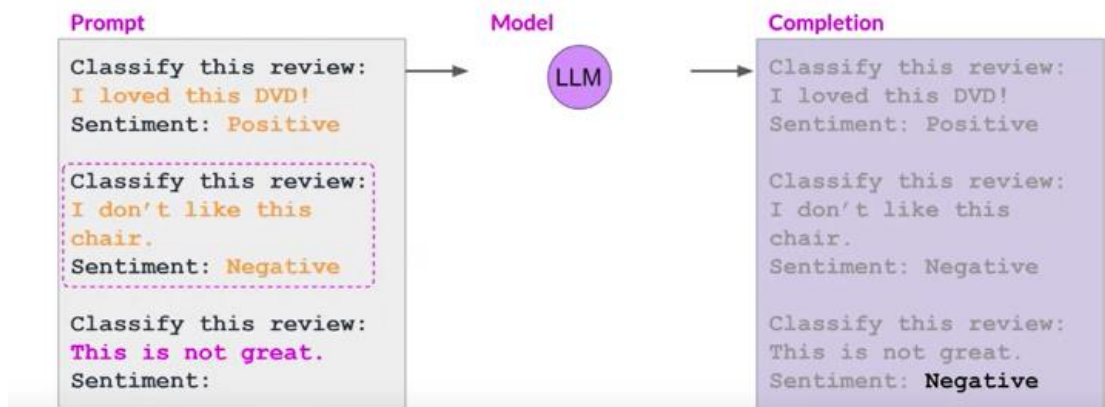 Prompt
Model
Completion
Classify this review:
I loved this DVD!
Sentiment: Positive
Classify this review:
I don't like this
chair.
Sentiment: Negative
Classify this review:
This is not great.
Sentiment:
LLM
Classify this review:
I loved this DVD!
Sentiment: Positive
Classify this review:
I don't like this
chair.
Sentiment: Negative
Classify this review:
This is not great.
Sentiment: Negative